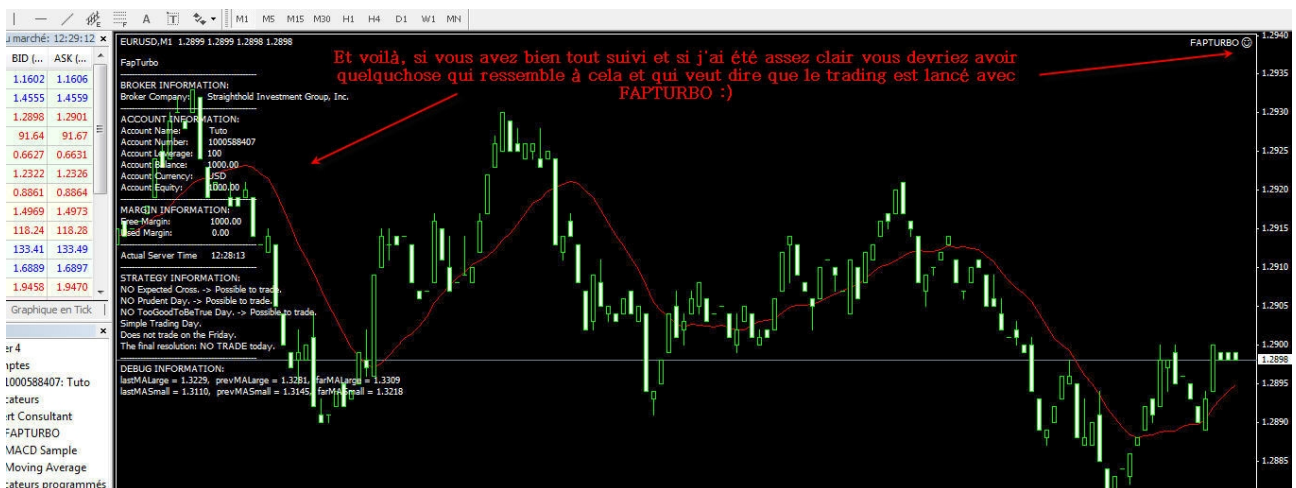 A T M1 M5 M15 M30 H1 H4 D1 W1 MN
u marché: 12:29:12
BID (... ASK (...
1.1602 1.1606
1.4555 1.4559
1.2898 1.2901
91.64 91.67
0.6627 0.6631
1.2322 1.2326
0.8861 0.8864
1.4969 1.4973
118.24 118.28
133.41 133.49
1.6889 1.6897
1.9458 1.9470
Graphique en Tick
er 4
mptes
1000588407: Tuto
cateurs
ert Consultant
FAPTURBO
MACD Sample
Moving Average
cateurs programmés
EURUSD,M1 1.2899 1.2899 1.2898 1.2898
FapTurbo
BROKER INFORMATION:
Broker Company: Straighthold Investment Group, Inc.
ACCOUNT INFORMATION:
Account Name: Tuto
Account Number: 1000588407
Account Leverage: 100
Account Balance: 1000.00
Account Currency: USD
Account Equity: 1000.00
MARGIN INFORMATION:
Free Margin: 1000.00
Used Margin: 0.00
Actual Server Time 12:28:13
STRATEGY INFORMATION:
NO Expected Cross. -> Possible to trade.
NO Prudent Day. -> Possible to trade.
NO TooGoodToBeTrue Day. -> Possible to trade.
Simple Trading Day.
Does not trade on the Friday.
The final resolution: NO TRADE today.
DEBUG INFORMATION:
lastMALarge = 1.3229, prevMALarge = 1.3281, farMALarge = 1.3309
lastMASmall = 1.3110, prevMASmall = 1.3145, farMASmall = 1.3218
Et voilà, si vous avez bien tout suivi et si j'ai été assez clair vous devriez avoir
quelquchose qui ressemble à cela et qui veut dire que le trading est lancé avec
FAPTURBO :)
FAPTURBO
1.2940
1.2935
1.2930
1.2925
1.2920
1.2915
1.2910
1.2905
1.2900
1.2898
1.2895
1.2890
1.2885